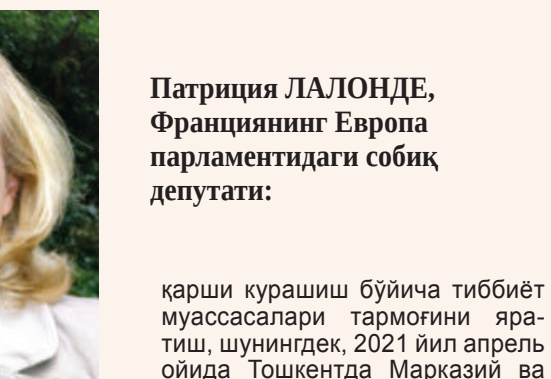 Патриция ЛАЛОНДЕ,
Франциянинг Европа
парламентидаги собиқ
депутати:
қарши курашиш бўйича тиббиёт
муассасалари тармоғини яра-
тиш, шунингдек, 2021 йил апрель
ойида Тошкентда Марказий ва